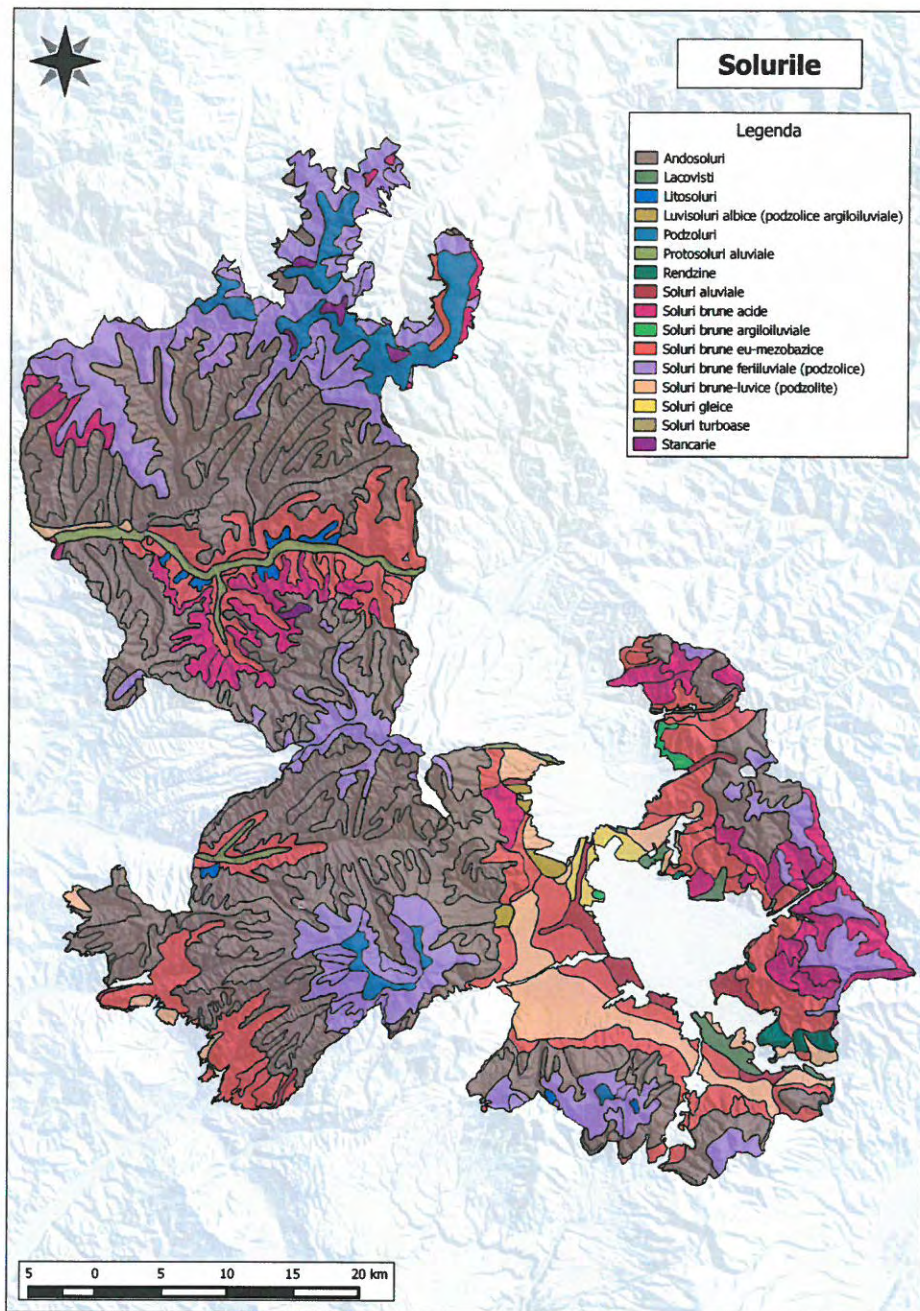 Solurile
Legenda
Andosoluri
Lacovisti
Litosoluri
Luvisoluri albice (podzolice argiloiluviale)
Podzoluri
Protosoluri aluviale
Rendzine
Soluri aluviale
Soluri brune acide
Soluri brune argiloiluviale
Soluri brune eu-mezobazice
Soluri brune feriiluviale (podzolice)
Soluri brune-luvice (podzolite)
Soluri gleice
Soluri turboase
Stancarie
5 0 5 10 15 20 km